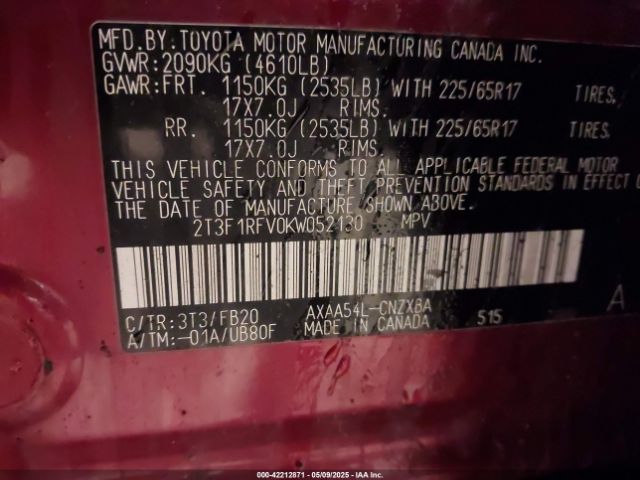 MFD.BY:TOYOTA MOTOR MANUFACTURING CANADA INC.
GVWR:2090KG (4610LB)
GAWR:FRT. 1150KG (2535LB) WITH 225/65R17 TIRES,
17X7.0J RIMS.
RR. 1150KG (2535LB) WITH 225/65R17 TIRES,
17X7.0J RIMS.
THIS VEHICLE CONFORMS TO ALL APPLICABLE FEDERAL MOTOR
VEHICLE SAFETY AND THEFT PREVENTION STANDARDS IN EFFECT
THE DATE OF MANUFACTURE SHOWN ABOVE.
2T3F1RFV0KW052130 MPV
C/TR:3T3/FB20 AXAA54L-CNZXBA A
A/TM:-01A/UB80F MADE IN CANADA 515
000-42212871 - 05/09/2025 - IAA Inc.